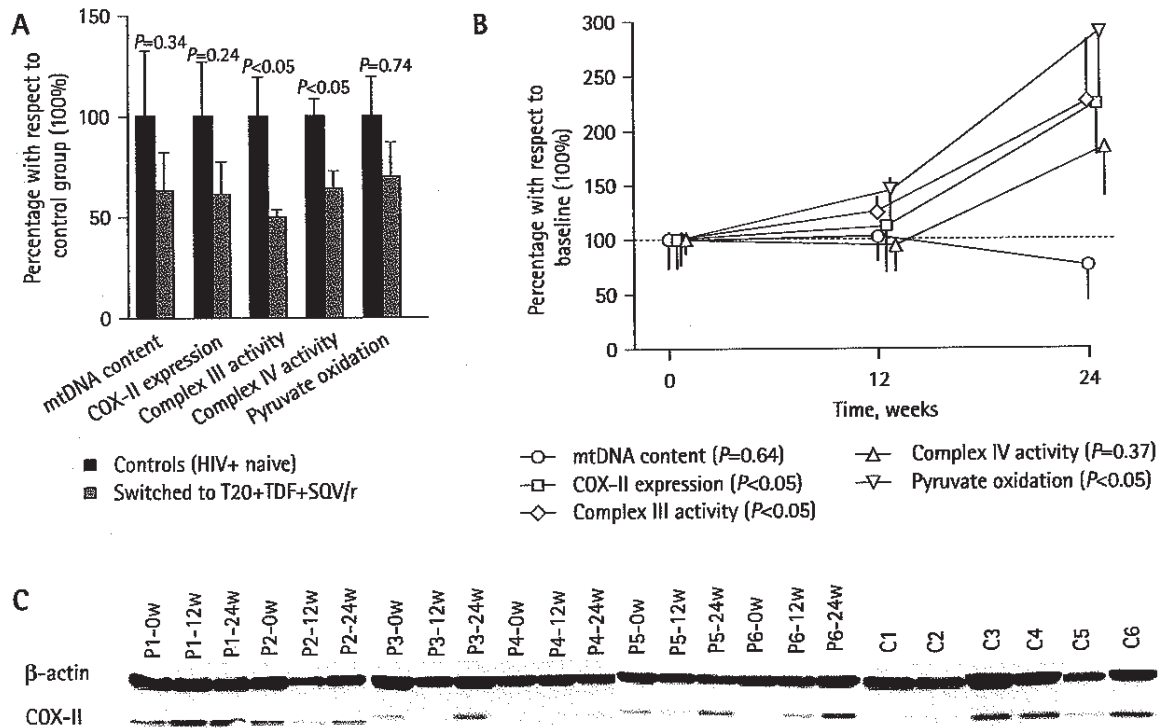 A
Percentage with respect to
control group (100%)
150
100
50
0
P=0.34
P=0.24
P<0.05
P<0.05
P=0.74
mtDNA content
COX-II expression
Complex III activity
Complex IV activity
Pyruvate oxidation
Controls (HIV+ naive)
Switched to T20+TDF+SQV/r
B
Percentage with respect to
baseline (100%)
300
250
200
150
100
50
0
0
12
24
Time, weeks
mtDNA content (P=0.64)
COX-II expression (P<0.05)
Complex III activity (P<0.05)
Complex IV activity (P=0.37)
Pyruvate oxidation (P<0.05)
C
P1-0w
P1-12w
P1-24w
P2-0w
P2-12w
P2-24w
P3-0w
P3-12w
P3-24w
P4-0w
P4-12w
P4-24w
P5-0w
P5-12w
P5-24w
P6-0w
P6-12w
P6-24w
C1
C2
C3
C4
C5
C6
β-actin
COX-II